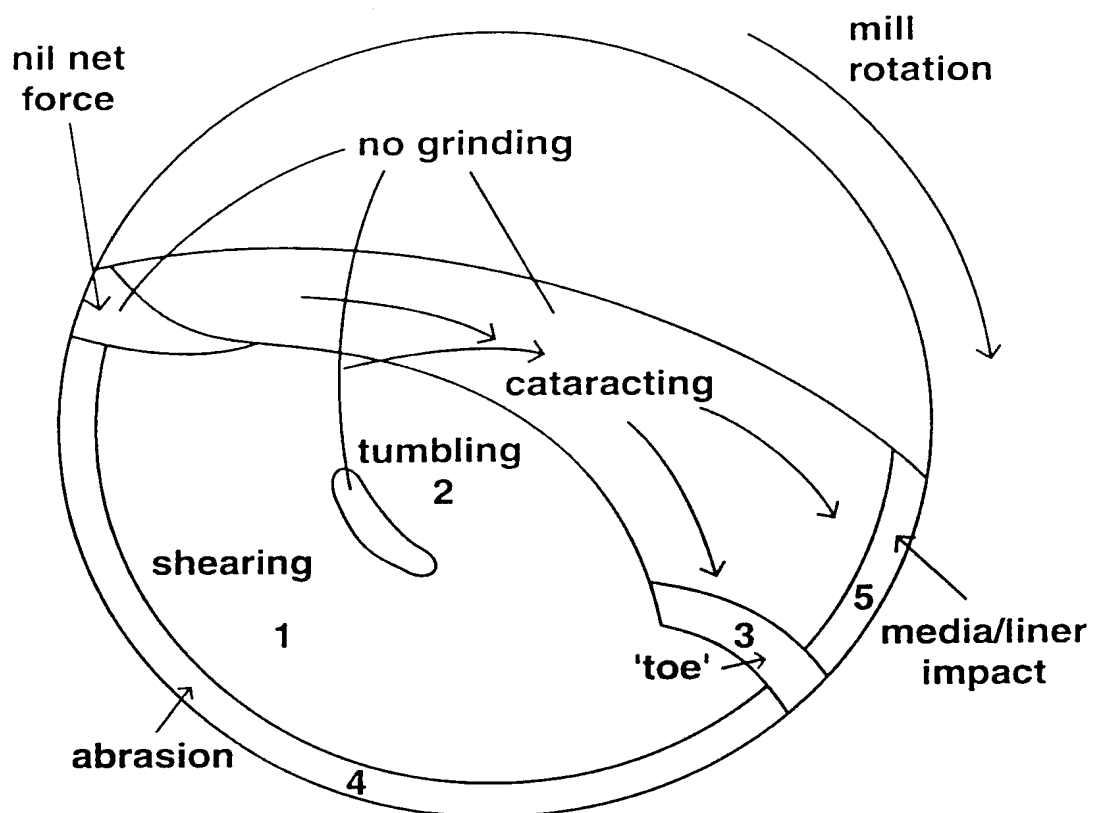 mill
rotation
nil net
force
no grinding
cataracting
tumbling
2
shearing
1
5
3
media/liner
impact
'toe'
abrasion
4